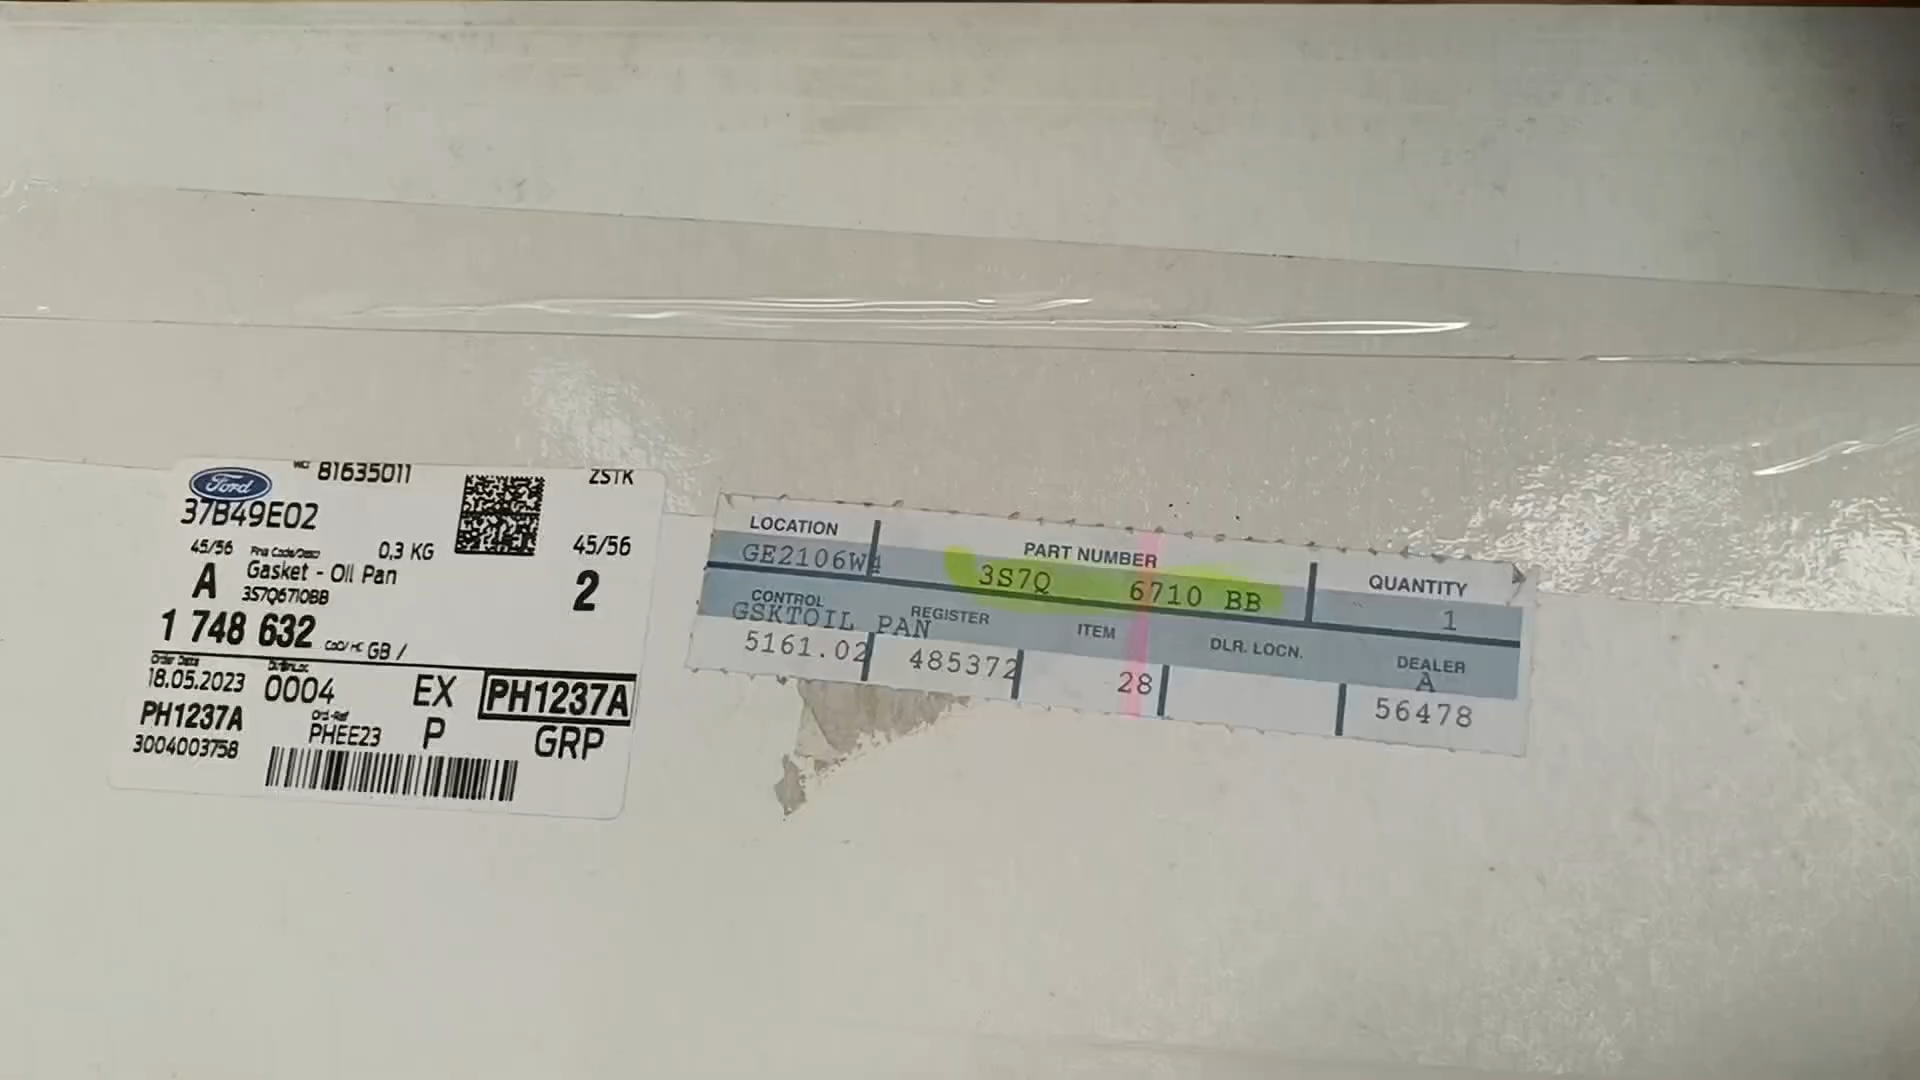 Ford
81635011
ZSTK
37B49E02
45/56
0,3 KG
45/56
A
Gasket - Oil Pan
2
3S7Q6710BB
1 748 632
GB /
18.05.2023
0004
EX
PH1237A
PH1237A
PHEE23
P
GRP
3004003758
LOCATION
PART NUMBER
QUANTITY
GE2106W4
3S7Q 6710 BB
1
CONTROL
REGISTER
ITEM
DLR. LOCN.
DEALER
GSKTOIL PAN
A
5161.02
485372
28
56478